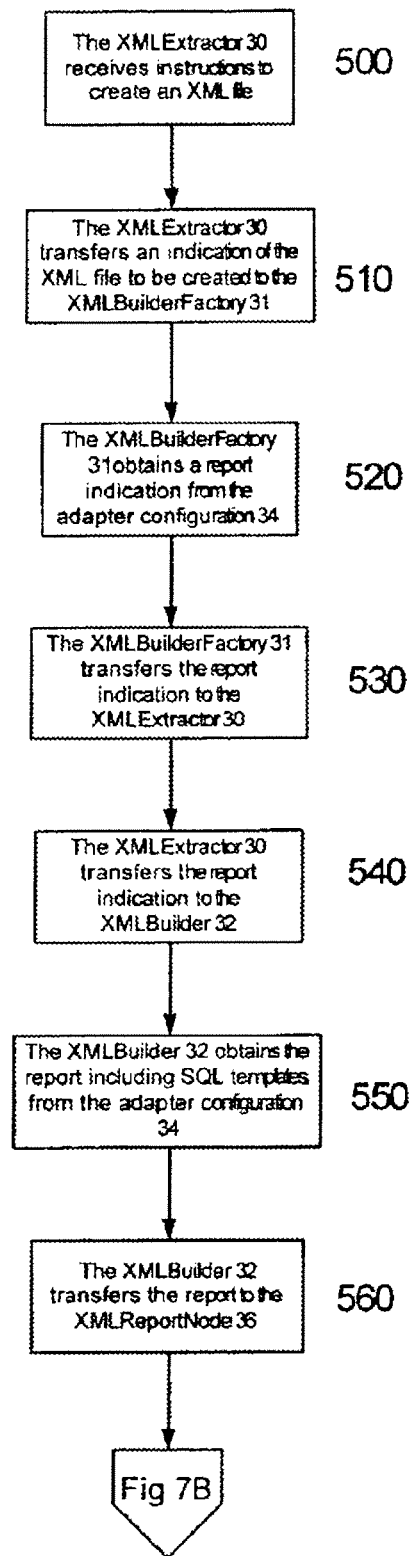 The XMLExtractor 30
receives instructions to
create an XML file
500
The XMLExtractor 30
transfers an indication of the
XML file to be created to the
XMLBuilderFactory 31
510
The XMLBuilderFactory
31 obtains a report
indication from the
adapter configuration 34
520
The XMLBuilderFactory 31
transfers the report
indication to the
XMLExtractor 30
530
The XMLExtractor 30
transfers the report
indication to the
XMLBuilder 32
540
The XMLBuilder 32 obtains the
report including SQL templates
from the adapter configuration
34
550
The XMLBuilder 32
transfers the report to the
XMLReportNode 36
560
Fig 7B